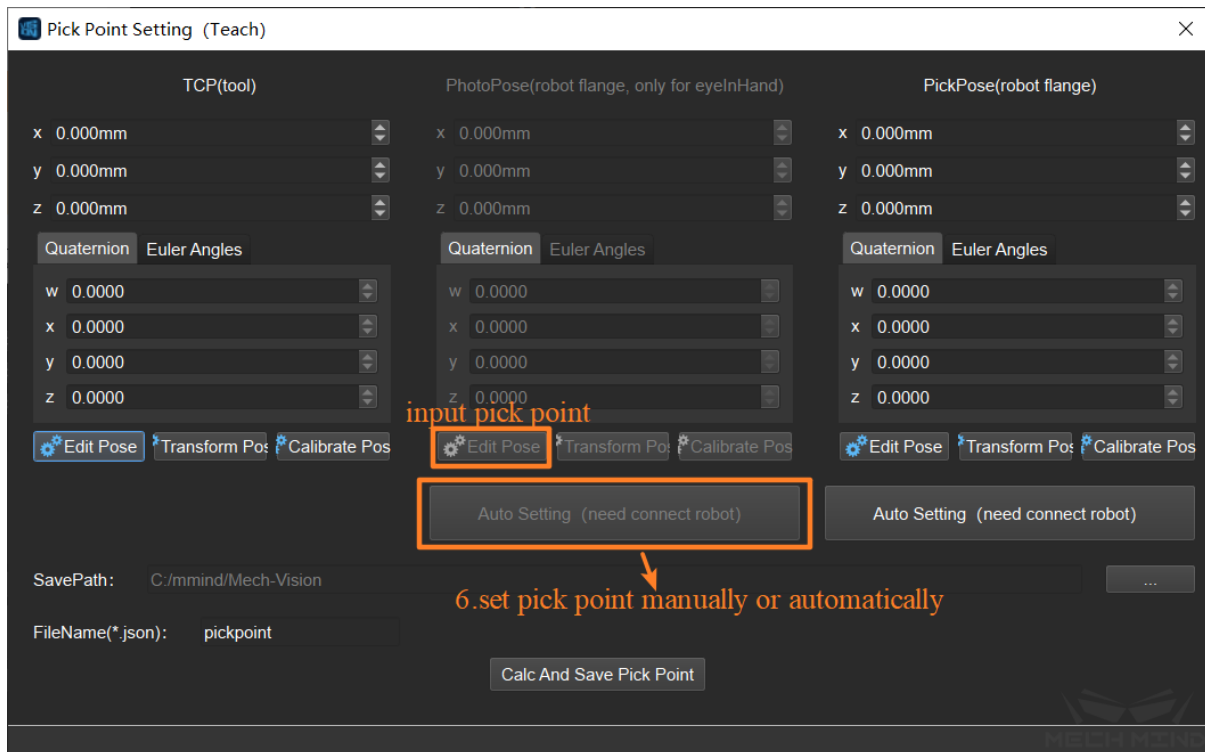 Pick Point Setting (Teach)
TCP(tool)
PhotoPose(robot flange, only for eyeInHand)
PickPose(robot flange)
x 0.000mm
x 0.000mm
x 0.000mm
y 0.000mm
y 0.000mm
y 0.000mm
z 0.000mm
z 0.000mm
z 0.000mm
Quaternion Euler Angles
Quaternion Euler Angles
Quaternion Euler Angles
w 0.0000
w 0.0000
w 0.0000
x 0.0000
x 0.0000
x 0.0000
y 0.0000
y 0.0000
y 0.0000
z 0.0000
z 0.0000
z 0.0000
input pick point
Edit Pose Transform Pos Calibrate Pos
Edit Pose Transform Pos Calibrate Pos
Edit Pose Transform Pos Calibrate Pos
Auto Setting (need connect robot)
Auto Setting (need connect robot)
SavePath: C:/mmind/Mech-Vision ...
6.set pick point manually or automatically
FileName(*.json): pickpoint
Calc And Save Pick Point
MECH MIND